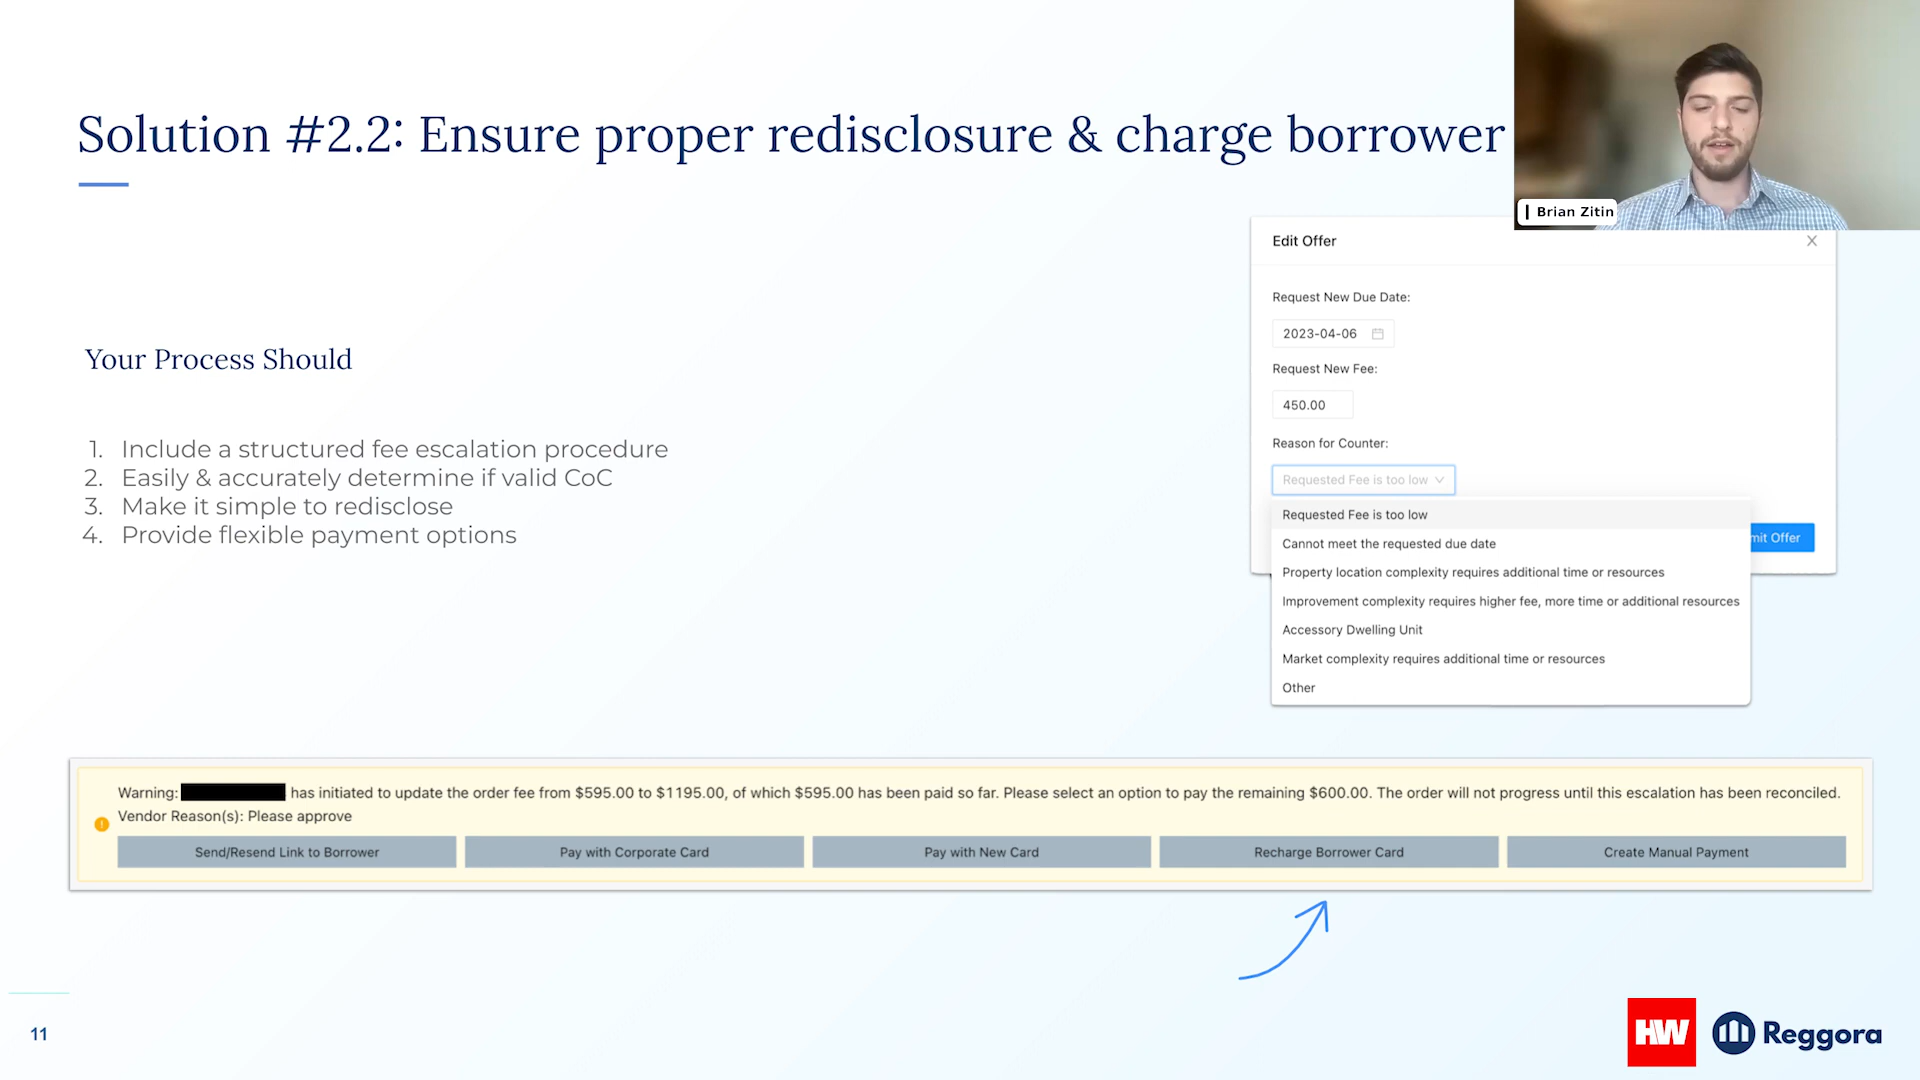 Solution #2.2: Ensure proper redisclosure & charge borrower
Brian Zitin
Your Process Should
1. Include a structured fee escalation procedure
2. Easily & accurately determine if valid CoC
3. Make it simple to redisclose
4. Provide flexible payment options
Edit Offer
Request New Due Date:
2023-04-06
Request New Fee:
450.00
Reason for Counter:
Requested Fee is too low
Requested Fee is too low
Cannot meet the requested due date
mit Offer
Property location complexity requires additional time or resources
Improvement complexity requires higher fee, more time or additional resources
Accessory Dwelling Unit
Market complexity requires additional time or resources
Other
Warning: has initiated to update the order fee from $595.00 to $1195.00, of which $595.00 has been paid so far. Please select an option to pay the remaining $600.00. The order will not progress until this escalation has been reconciled.
Vendor Reason(s): Please approve
Send/Resend Link to Borrower
Pay with Corporate Card
Pay with New Card
Recharge Borrower Card
Create Manual Payment
11
HW
Reggora